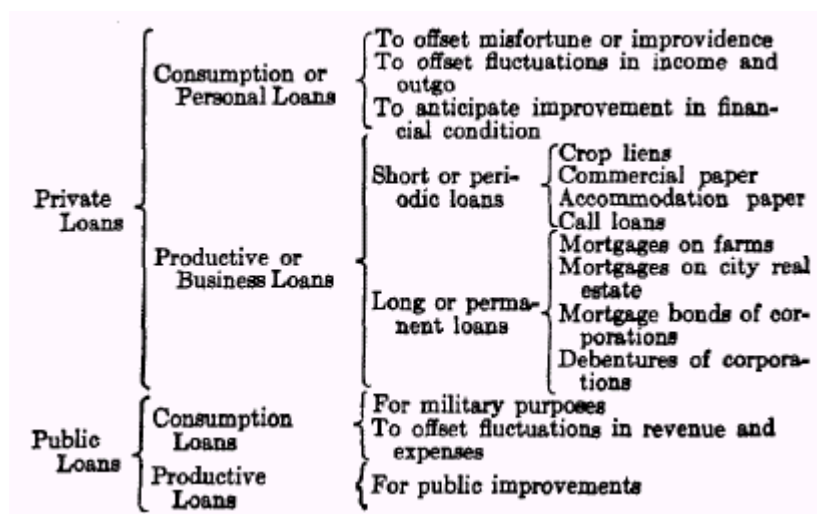 To offset misfortune or improvidence
Consumption or
Personal Loans
To offset fluctuations in income and
outgo
To anticipate improvement in finan-
cial condition
Private
Loans
Productive or
Business Loans
Short or peri-
odic loans
Crop liens
Commercial paper
Accommodation paper
Call loans
Long or perma-
nent loans
Mortgages on farms
Mortgages on city real
estate
Mortgage bonds of cor-
porations
Debentures of corpora-
tions
Public
Loans
Consumption
Loans
For military purposes
To offset fluctuations in revenue and
expenses
Productive
Loans
For public improvements